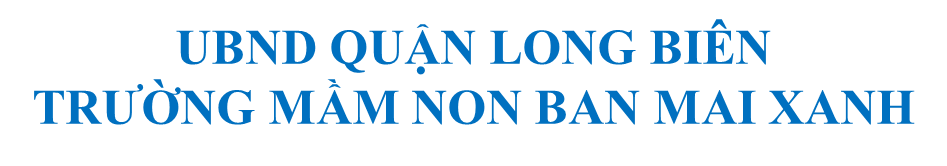 UBND QUẬN LONG BIÊN
TRƯỜNG MẦM NON BAN MAI XANH